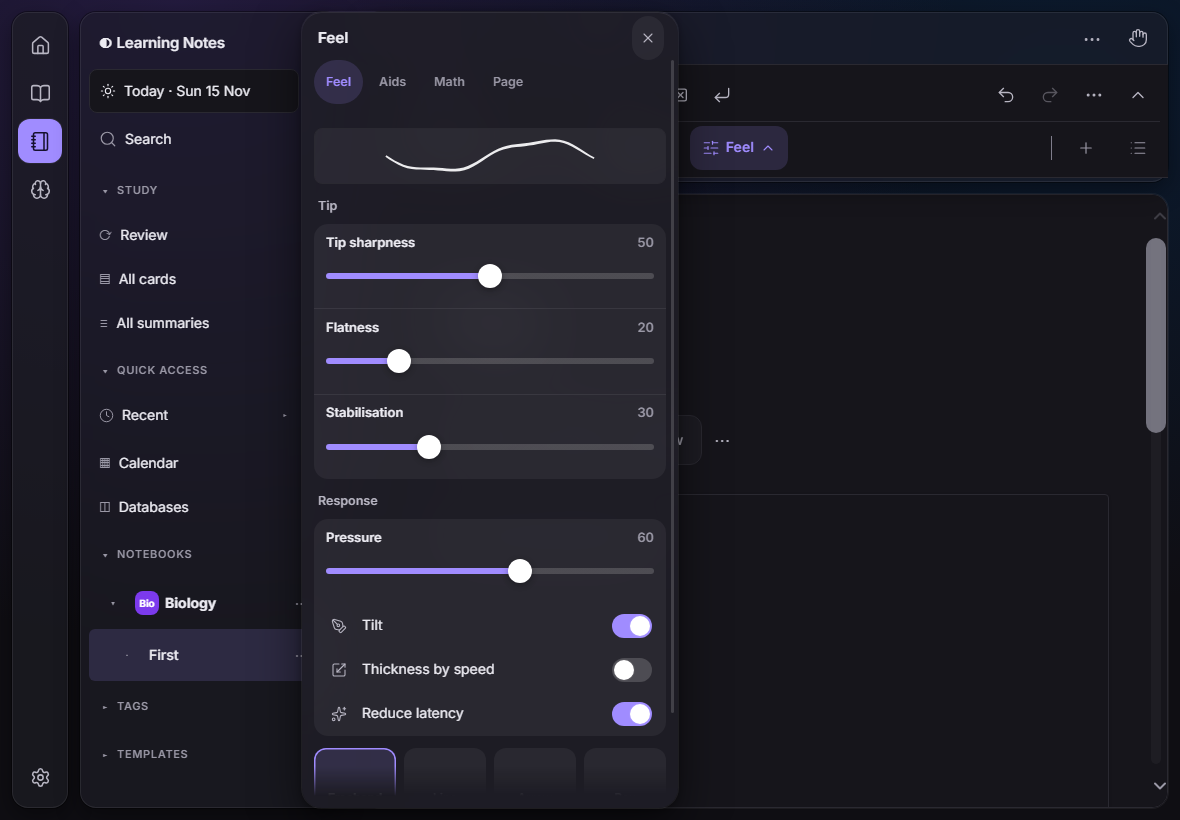 Learning Notes
Today · Sun 15 Nov
Search
STUDY
Review
All cards
All summaries
QUICK ACCESS
Recent
Calendar
Databases
NOTEBOOKS
Bio Biology
First
TAGS
TEMPLATES
Feel
Feel Aids Math Page
Tip
Tip sharpness 50
Flatness 20
Stabilisation 30
Response
Pressure 60
Tilt
Thickness by speed
Reduce latency
Feel